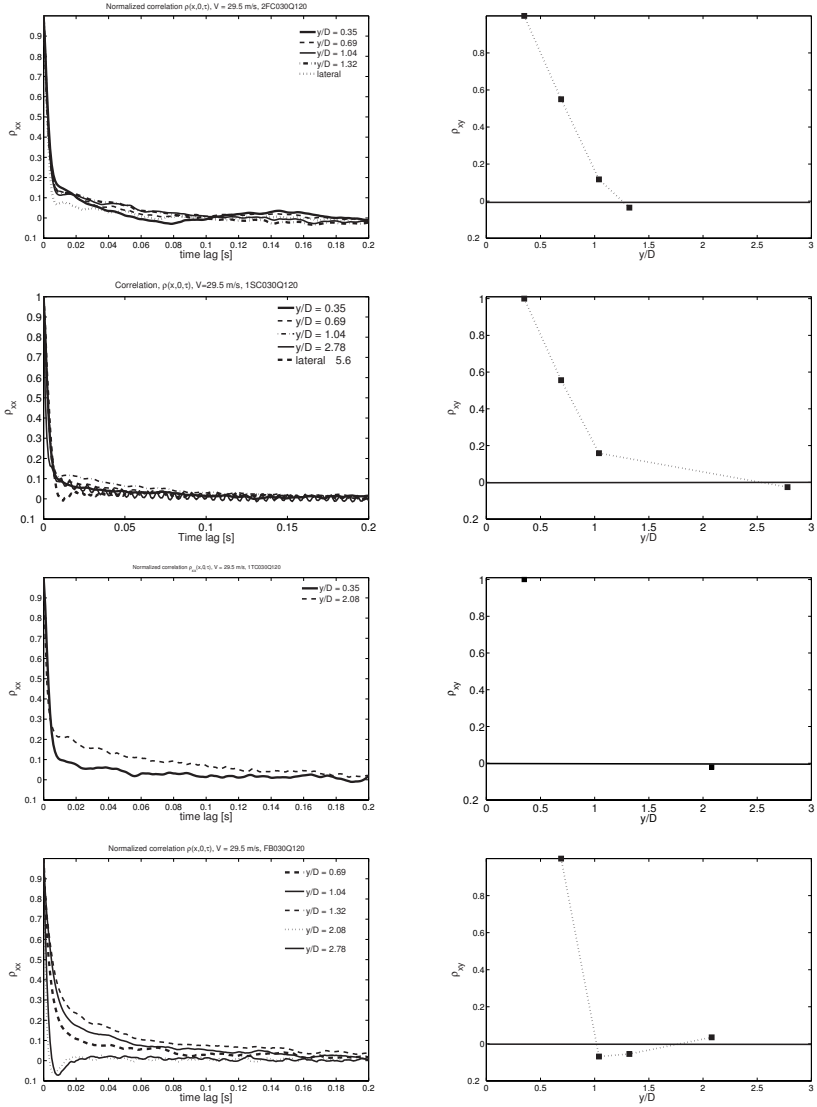 Normalized correlation ρ(x,0,τ), V = 29.5 m/s, 2FC030Q120
y/D = 0.35
y/D = 0.69
y/D = 1.04
y/D = 1.32
lateral
0.9
0.8
0.7
0.6
0.5
0.4
0.3
0.2
0.1
0
0.1
ρxx
0 0.02 0.04 0.06 0.08 0.1 0.12 0.14 0.16 0.18 0.2
time lag [s]
0.8
0.6
0.4
0.2
0
0.2
ρxy
0 0.5 1 1.5 2 2.5 3
y/D
Correlation, ρ(x,0,τ), V=29.5 m/s, 1SC030Q120
y/D = 0.35
y/D = 0.69
y/D = 1.04
y/D = 2.78
lateral 5.6
1
0.9
0.8
0.7
0.6
0.5
0.4
0.3
0.2
0.1
0
0.1
ρxx
0.05 0.1 0.15 0.2
Time lag [s]
1
0.8
0.6
0.4
0.2
0
0.2
ρxy
0 0.5 1 1.5 2 2.5 3
y/D
Normalized correlation ρxx(x,0,τ), V = 29.5 m/s, 1TC030Q120
y/D = 0.35
y/D = 2.08
0.9
0.8
0.7
0.6
0.5
0.4
0.3
0.2
0.1
0
0.1
ρxx
0 0.02 0.04 0.06 0.08 0.1 0.12 0.14 0.16 0.18 0.2
time lag [s]
1
0.8
0.6
0.4
0.2
0
0.2
ρxy
0 0.5 1 1.5 2 2.5 3
y/D
Normalized correlation ρ(x,0,τ), V = 29.5 m/s, FB030Q120
y/D = 0.69
y/D = 1.04
y/D = 1.32
y/D = 2.08
y/D = 2.78
0.9
0.8
0.7
0.6
0.5
0.4
0.3
0.2
0.1
0
0.1
ρxx
0 0.02 0.04 0.06 0.08 0.1 0.12 0.14 0.16 0.18 0.2
time lag [s]
0.8
0.6
0.4
0.2
0
0.2
ρxy
0 0.5 1 1.5 2 2.5 3
y/D